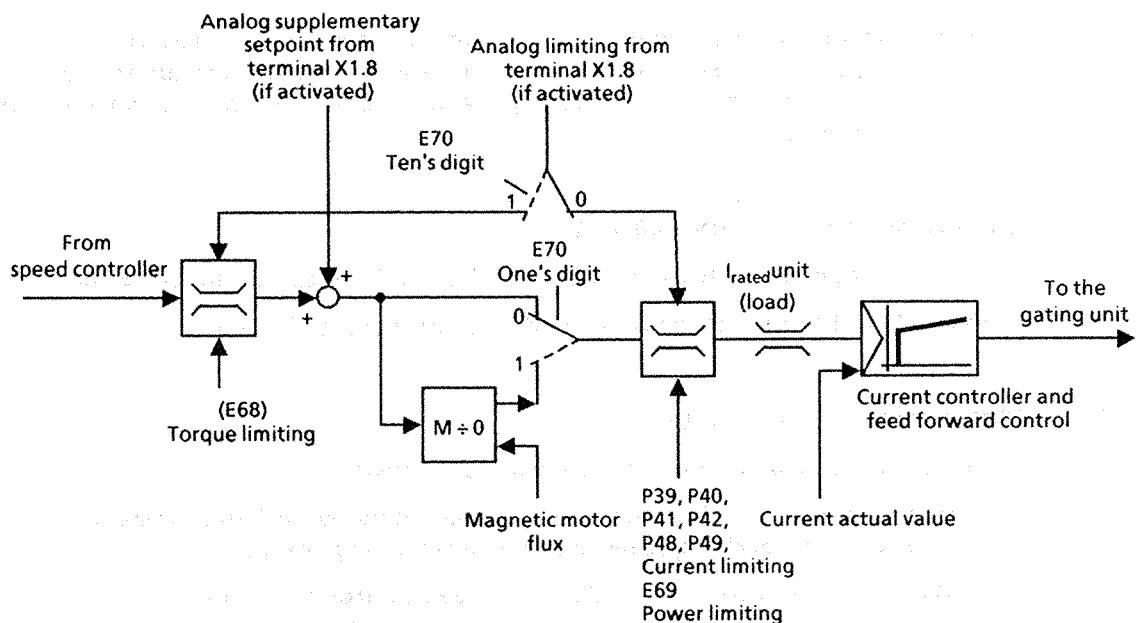 Analog supplementary
setpoint from
terminal X1.8
(if activated)
Analog limiting from
terminal X1.8
(if activated)
E70
Ten's digit
1
0
From
speed controller
+
+
E70
One's digit
0
1
I rated unit
(load)
To the
gating unit
(E68)
Torque limiting
M ÷ 0
Magnetic motor
flux
P39, P40,
P41, P42,
P48, P49,
Current limiting
E69
Power limiting
Current actual value
Current controller and
feed forward control